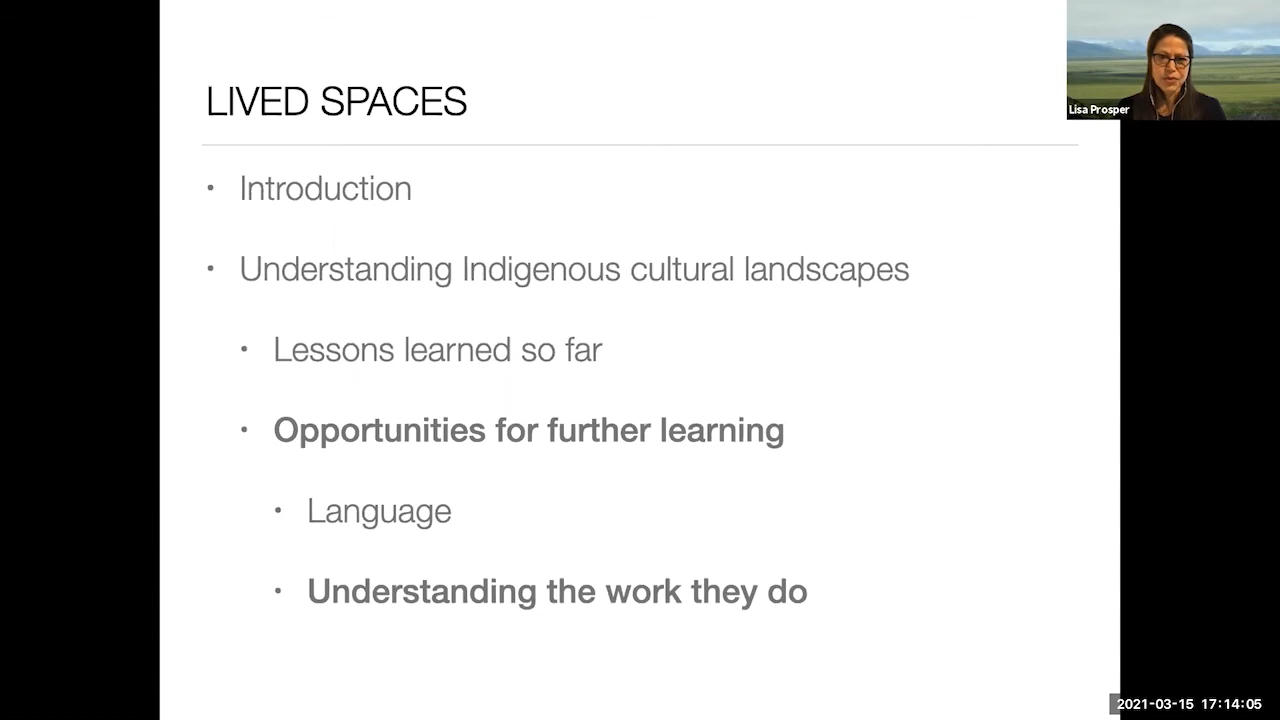 LIVED SPACES
Lisa Prosper
• Introduction
• Understanding Indigenous cultural landscapes
• Lessons learned so far
• Opportunities for further learning
• Language
• Understanding the work they do
2021-03-15 17:14:05